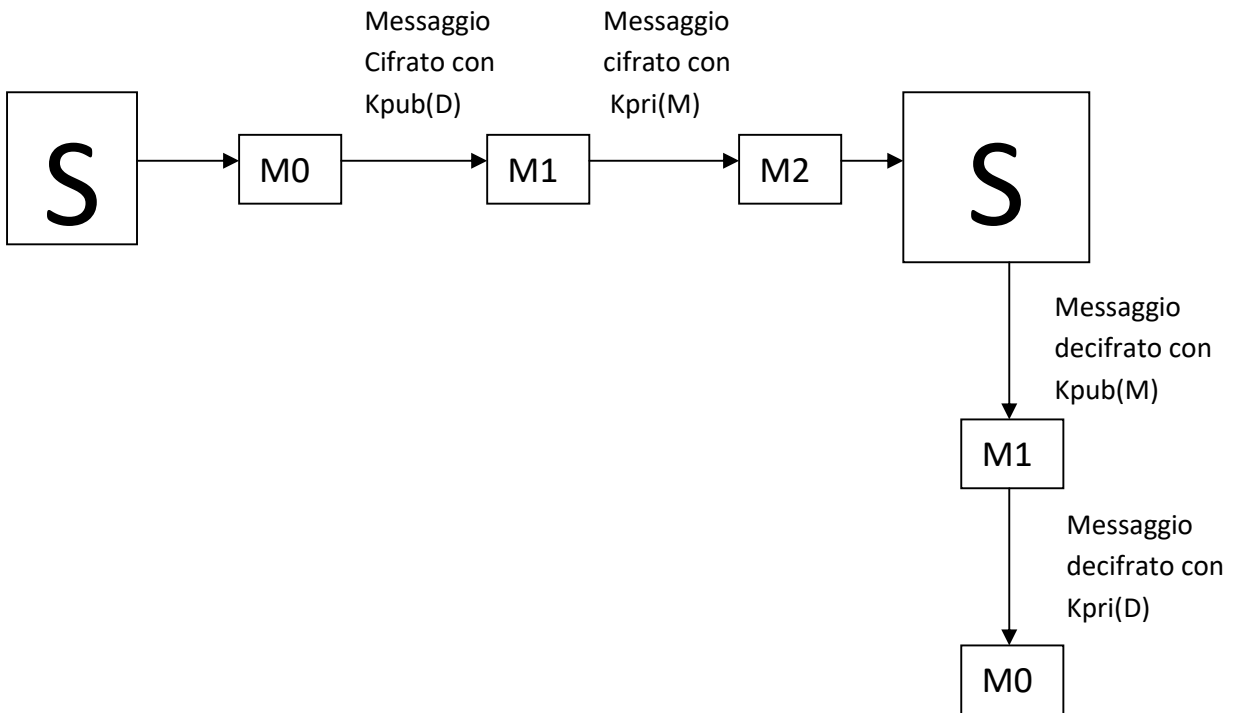 Messaggio
Cifrato con
Kpub(D)
Messaggio
cifrato con
Kpri(M)
S
M0
M1
M2
S
Messaggio
decifrato con
Kpub(M)
M1
Messaggio
decifrato con
Kpri(D)
M0